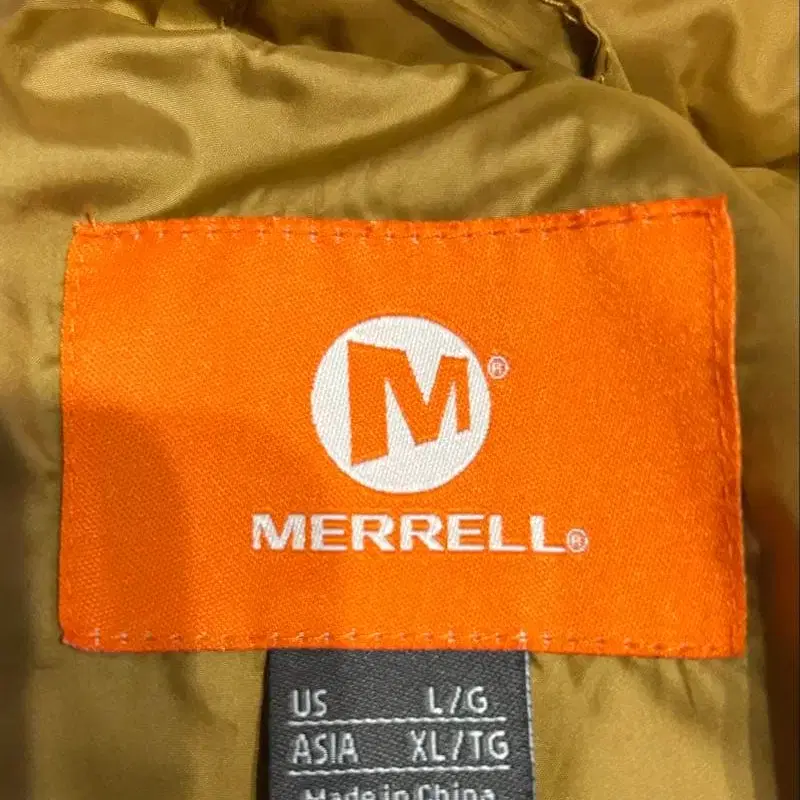 M®
MERRELL®
US L/G
ASIA XL/TG
Made in China